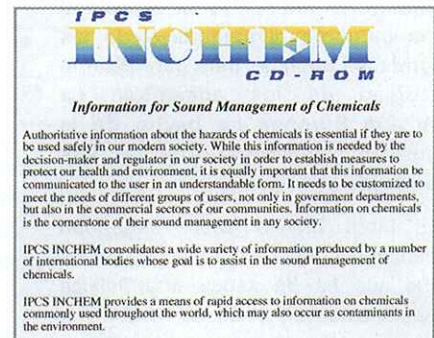 IPCS
INCHEM
CD-ROM
Information for Sound Management of Chemicals
Authoritative information about the hazards of chemicals is essential if they are to
be used safely in our modern society. While this information is needed by the
decision-maker and regulator in our society in order to establish measures to
protect our health and environment, it is equally important that this information be
communicated to the user in an understandable form. It needs to be customized to
meet the needs of different groups of users, not only in government departments,
but also in the commercial sectors of our communities. Information on chemicals
is the cornerstone of their sound management in any society.
IPCS INCHEM consolidates a wide variety of information produced by a number
of international bodies whose goal is to assist in the sound management of
chemicals.
IPCS INCHEM provides a means of rapid access to information on chemicals
commonly used throughout the world, which may also occur as contaminants in
the environment.